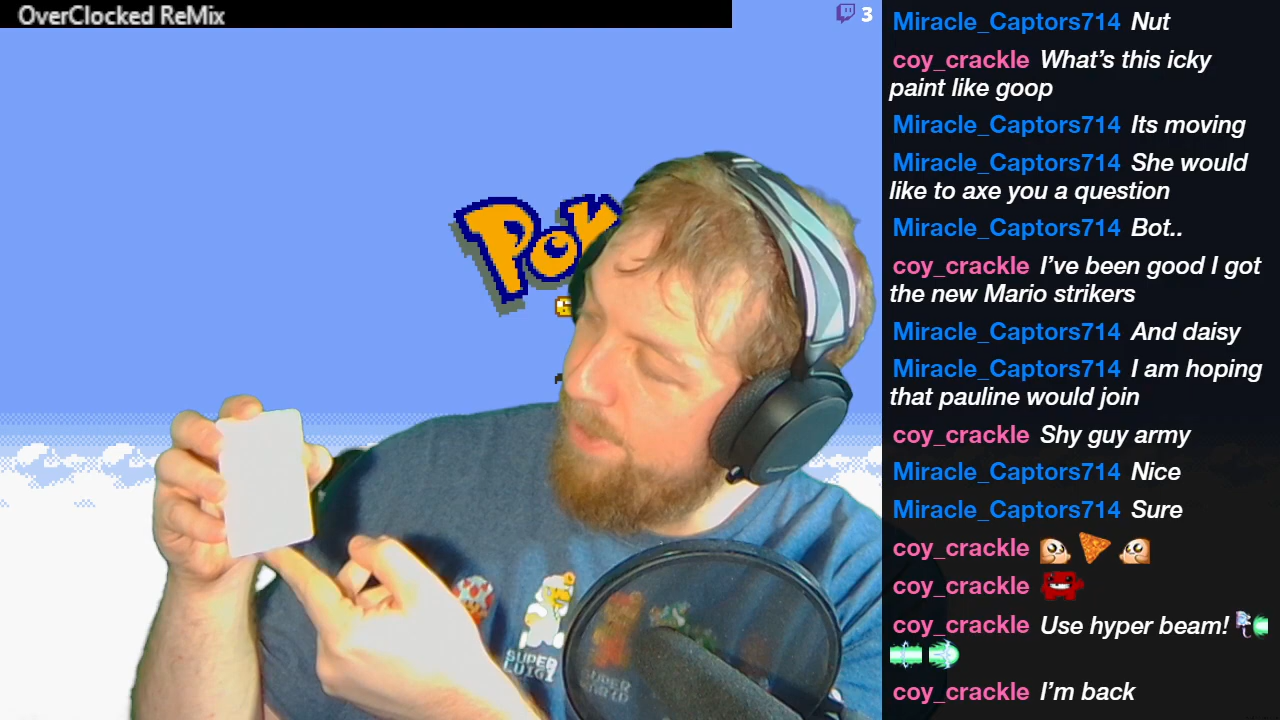 OverClocked ReMix
3
Miracle_Captors714 Nut
coy_crackle What's this icky
paint like goop
Miracle_Captors714 Its moving
Miracle_Captors714 She would
like to axe you a question
Miracle_Captors714 Bot..
coy_crackle I've been good I got
the new Mario strikers
Miracle_Captors714 And daisy
Miracle_Captors714 I am hoping
that pauline would join
coy_crackle Shy guy army
Miracle_Captors714 Nice
Miracle_Captors714 Sure
coy_crackle
coy_crackle
coy_crackle Use hyper beam!
coy_crackle I'm back
Pok
G
SUPER
LUIGI
SUPER
MARIO